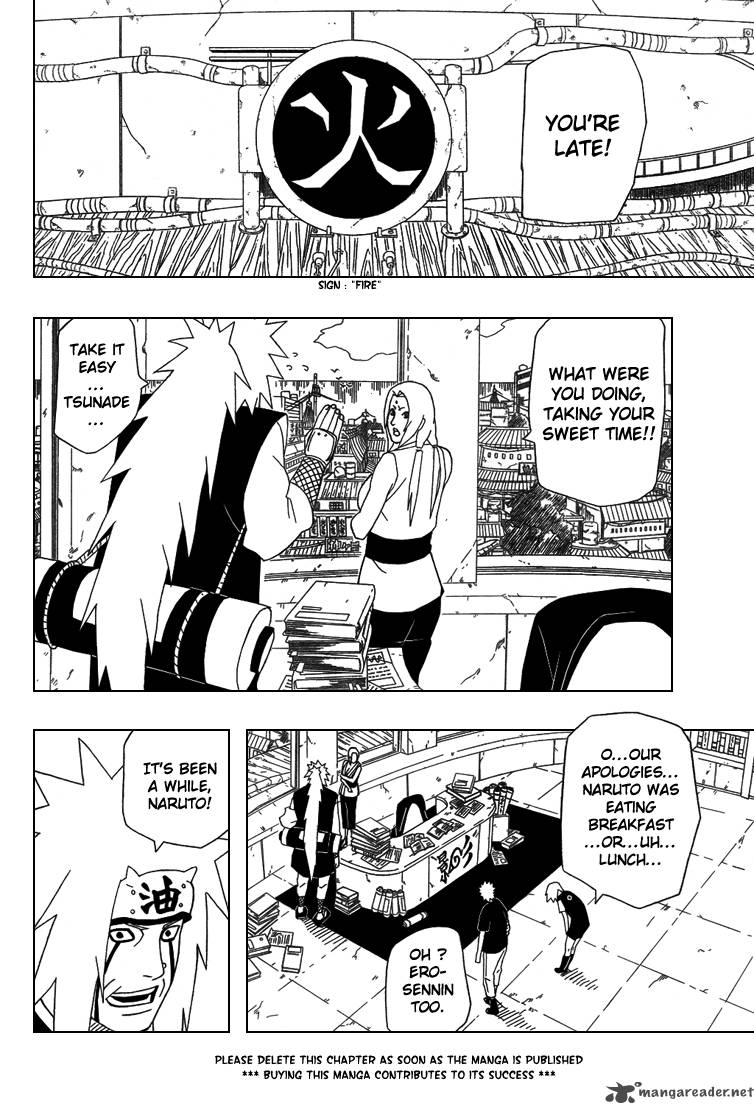 火
YOU'RE
LATE!
SIGN : "FIRE"
TAKE IT
EASY
...
TSUNADE
...
WHAT WERE
YOU DOING,
TAKING YOUR
SWEET TIME!!
IT'S BEEN
A WHILE,
NARUTO!
油
O...OUR
APOLOGIES...
NARUTO WAS
EATING
BREAKFAST
...OR...UH...
LUNCH...
OH ?
ERO-
SENNIN
TOO.
影
PLEASE DELETE THIS CHAPTER AS SOON AS THE MANGA IS PUBLISHED
*** BUYING THIS MANGA CONTRIBUTES TO ITS SUCCESS ***
mangareader.net